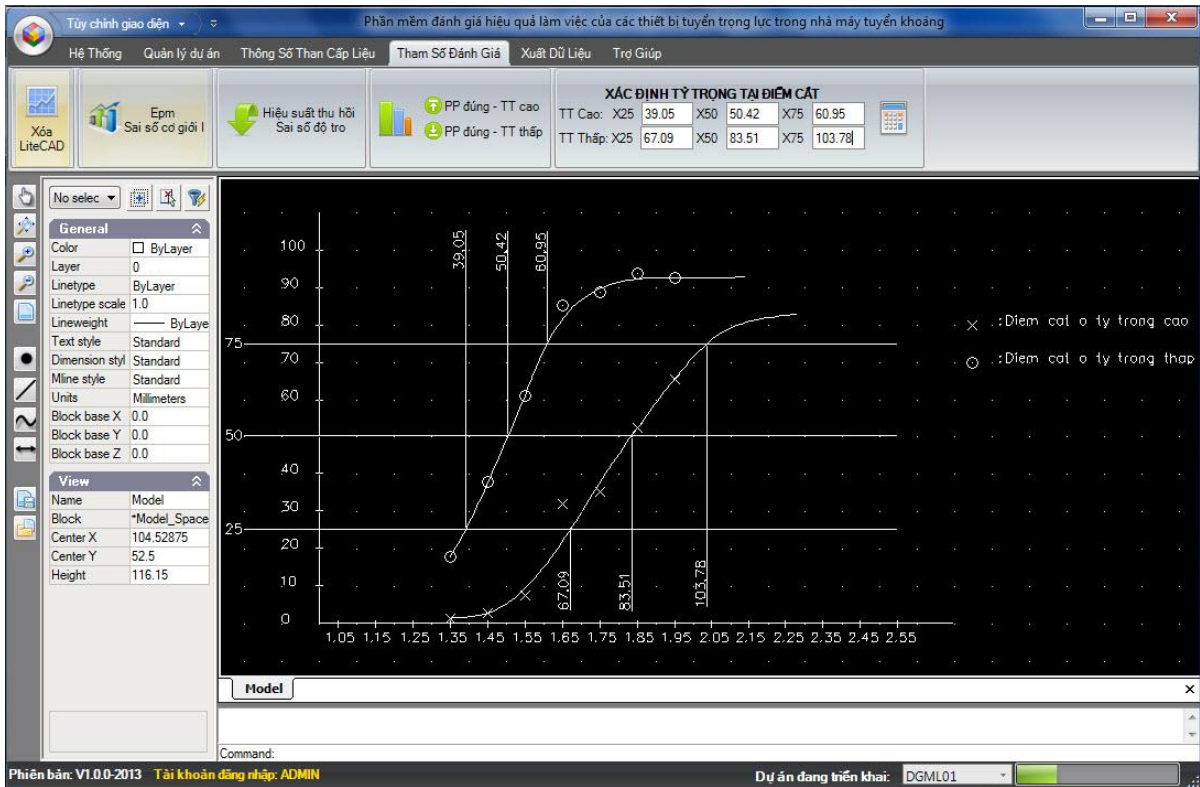 Tùy chỉnh giao diện
Phần mềm đánh giá hiệu quả làm việc của các thiết bị tuyển trọng lực trong nhà máy tuyển khoáng
Hệ Thống Quản lý dự án Thông Số Than Cấp Liệu Tham Số Đánh Giá Xuất Dữ Liệu Trợ Giúp
Xóa
LiteCAD
Epm
Sai số cơ giới I
Hiệu suất thu hồi
Sai số độ tro
PP đúng - TT cao
PP đúng - TT thấp
XÁC ĐỊNH TỶ TRỌNG TẠI ĐIỂM CẮT
TT Cao: X25 39.05 X50 50.42 X75 60.95
TT Thấp: X25 67.09 X50 83.51 X75 103.78
No selec
General
Color ByLayer
Layer 0
Linetype ByLayer
Linetype scale 1.0
Lineweight ByLaye
Text style Standard
Dimension styl Standard
Mline style Standard
Units Millimeters
Block base X 0.0
Block base Y 0.0
Block base Z 0.0
View
Name Model
Block *Model_Space
Center X 104.52875
Center Y 52.5
Height 116.15
39.05 50.42 60.95
100
90
80
75
70
60
50
40
30
25
20
10
0
67.09 83.51 103.78
1.05 1.15 1.25 1.35 1.45 1.55 1.65 1.75 1.85 1.95 2.05 2.15 2.25 2.35 2.45 2.55
.:Diem cat o ty trong cao
.:Diem cat o ty trong thap
Model
Command:
Phiên bản: V1.0.0-2013 Tài khoản đăng nhập: ADMIN Dự án đang triển khai: DGML01